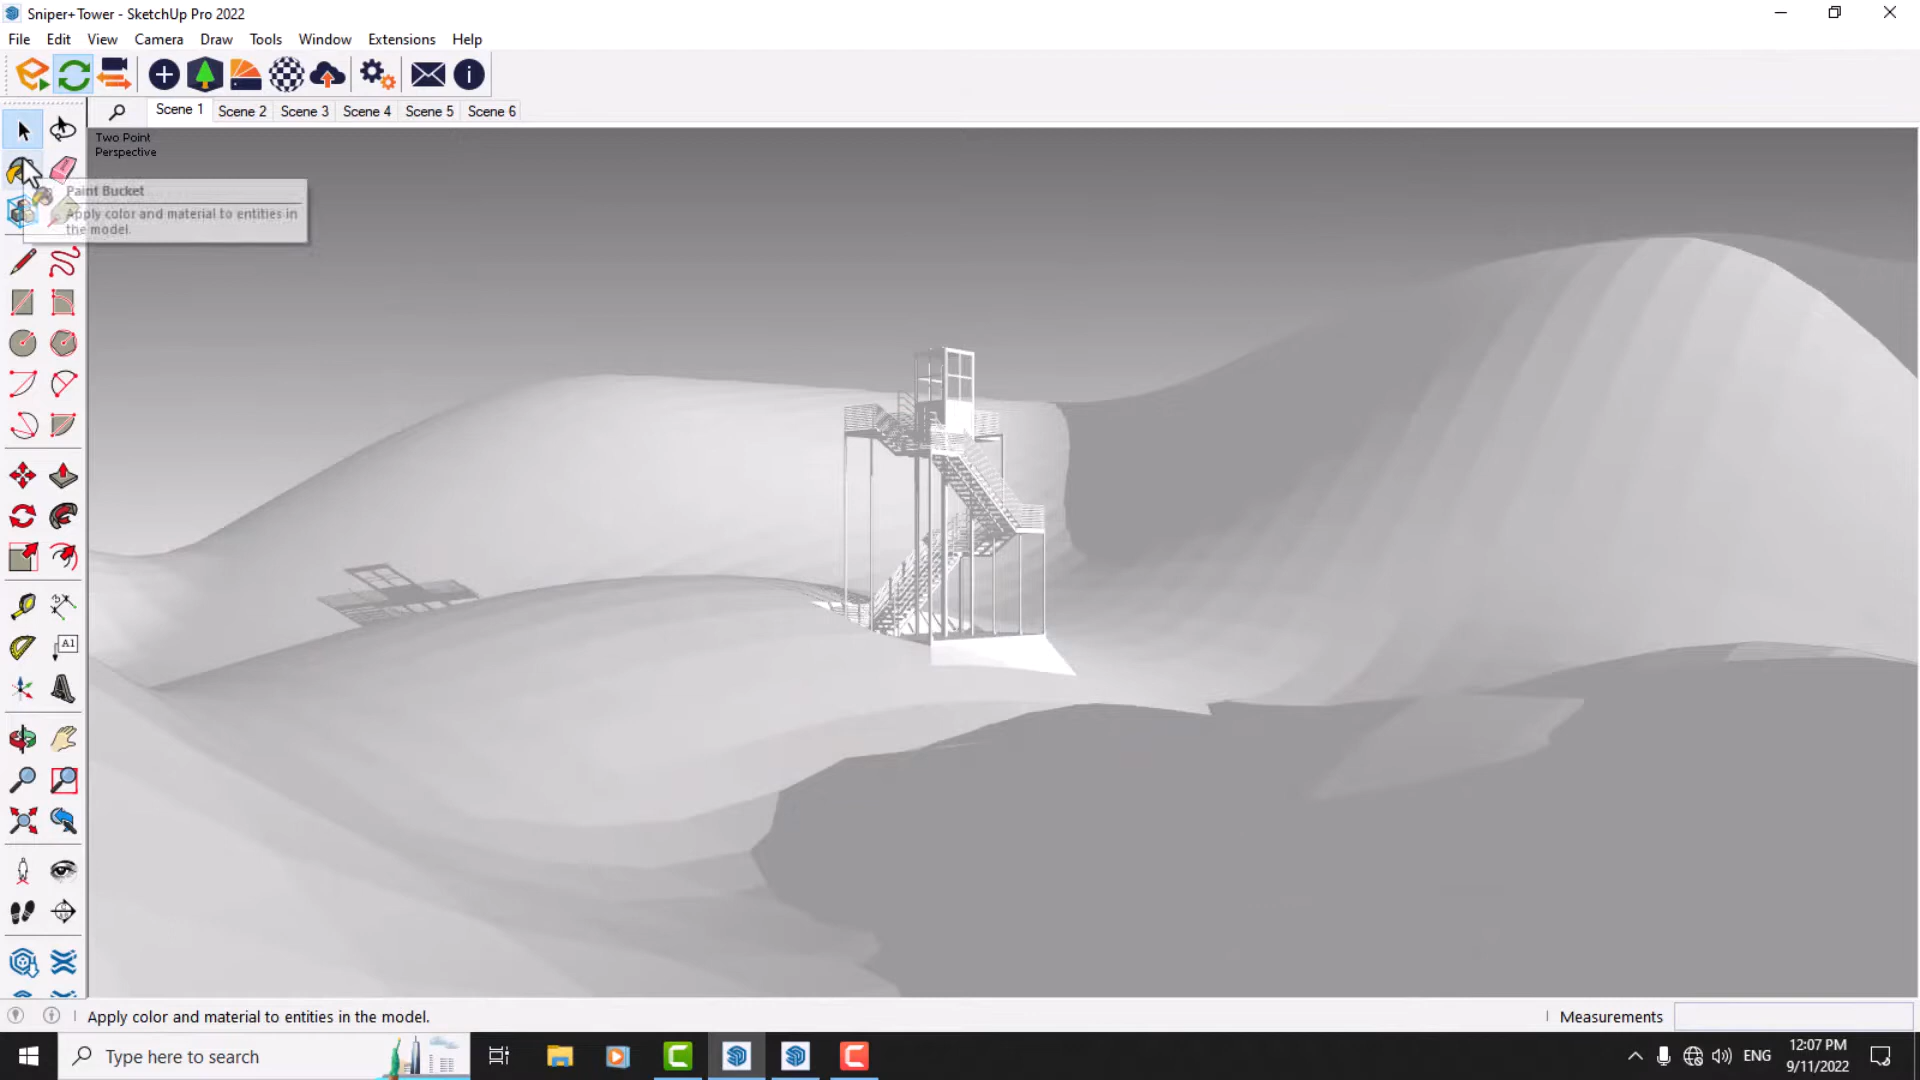 Sniper+Tower - SketchUp Pro 2022
File Edit View Camera Draw Tools Window Extensions Help
Scene 1 Scene 2 Scene 3 Scene 4 Scene 5 Scene 6
Two Point
Perspective
Paint Bucket
Apply color and material to entities in
the model.
A1
Apply color and material to entities in the model.
Measurements
Type here to search
ENG
12:07 PM
9/11/2022